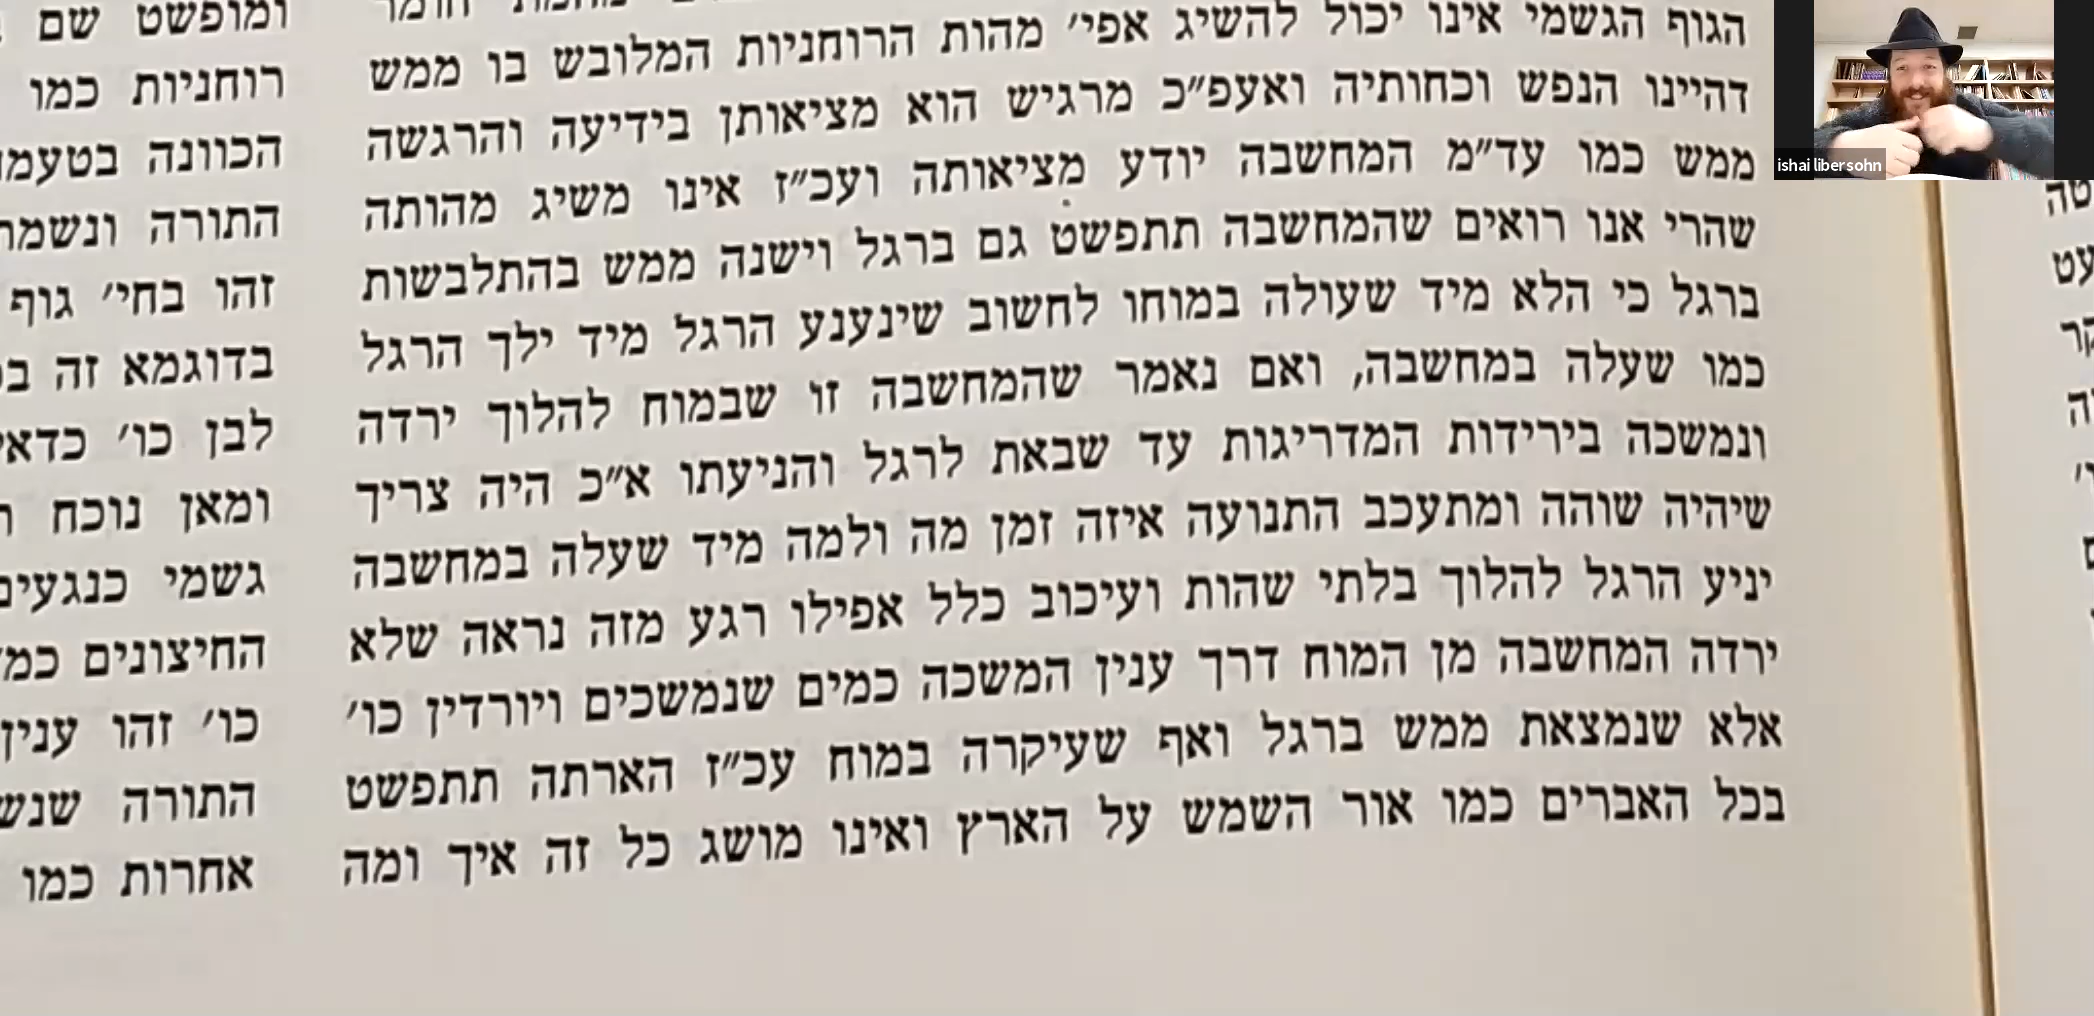 הגוף הגשמי אינו יכול להשיג אפי׳ מהות הרוחניות המלובש בו ממש
דהיינו הנפש וכחותיה ואעפ״כ מרגיש הוא מציאותן בידיעה והרגשה
ממש כמו עד״מ המחשבה יודע מציאותה ועכ״ז אינו משיג מהותה
שהרי אנו רואים שהמחשבה תתפשט גם ברגל וישנה ממש בהתלבשות
ברגל כי הלא מיד שעולה במוחו לחשוב שינענע הרגל מיד ילך הרגל
כמו שעלה במחשבה, ואם נאמר שהמחשבה זו שבמוח להלוך ירדה
ונמשכה בירידות המדריגות עד שבאת לרגל והניעתו א״כ היה צריך
שיהיה שוהה ומתעכב התנועה איזה זמן מה ולמה מיד שעלה במחשבה
יניע הרגל להלוך בלתי שהות ועיכוב כלל אפילו רגע מזה נראה שלא
ירדה המחשבה מן המוח דרך ענין המשכה כמים שנמשכים ויורדין כו׳
אלא שנמצאת ממש ברגל ואף שעיקרה במוח עכ״ז הארתה תתפשט
בכל האברים כמו אור השמש על הארץ ואינו מושג כל זה איך ומה
ומופשט שם
רוחניות כמו
הכוונה
התורה
זהו בחי׳ גוף
בדוגמא זה
לבן כו׳
ומאן נוכח
גשמי
החיצונים
כו׳ זהו ענין
התורה
אחרות כמו
ishai libersohn